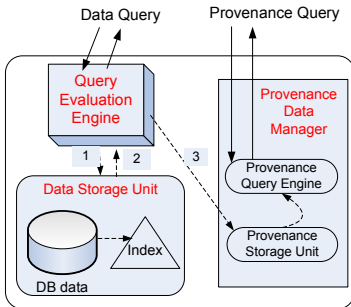 Data Query
Provenance Query
Query
Evaluation
Engine
Provenance
Data
Manager
1
2
3
Provenance
Query Engine
Data Storage Unit
Provenance
Storage Unit
Index
DB data